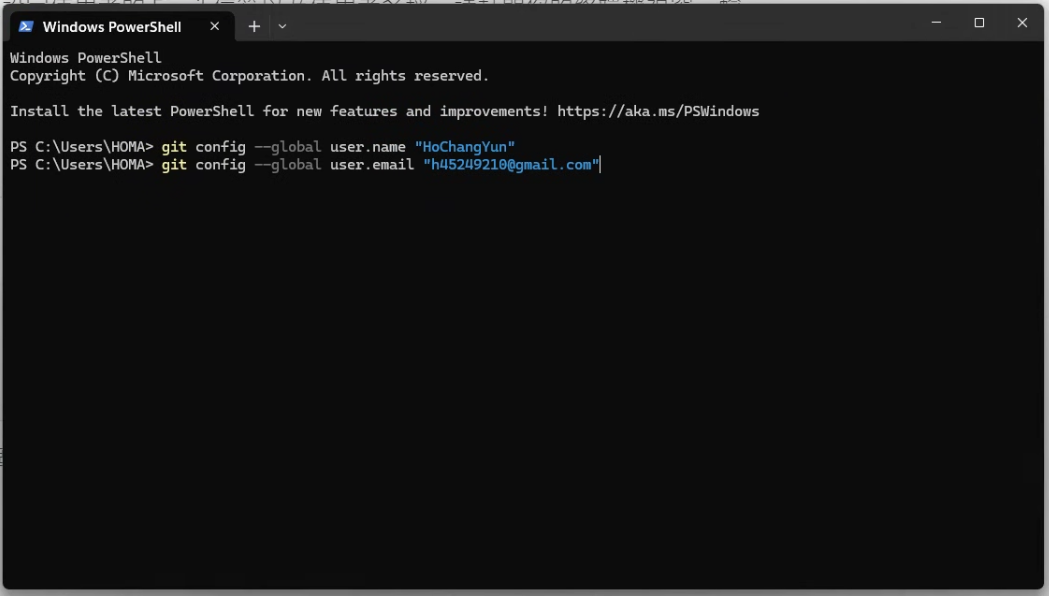 Windows PowerShell
Windows PowerShell
Copyright (C) Microsoft Corporation. All rights reserved.
Install the latest PowerShell for new features and improvements! https://aka.ms/PSWindows
PS C:\Users\HOMA> git config --global user.name "HoChangYun"
PS C:\Users\HOMA> git config --global user.email "h45249210@gmail.com"